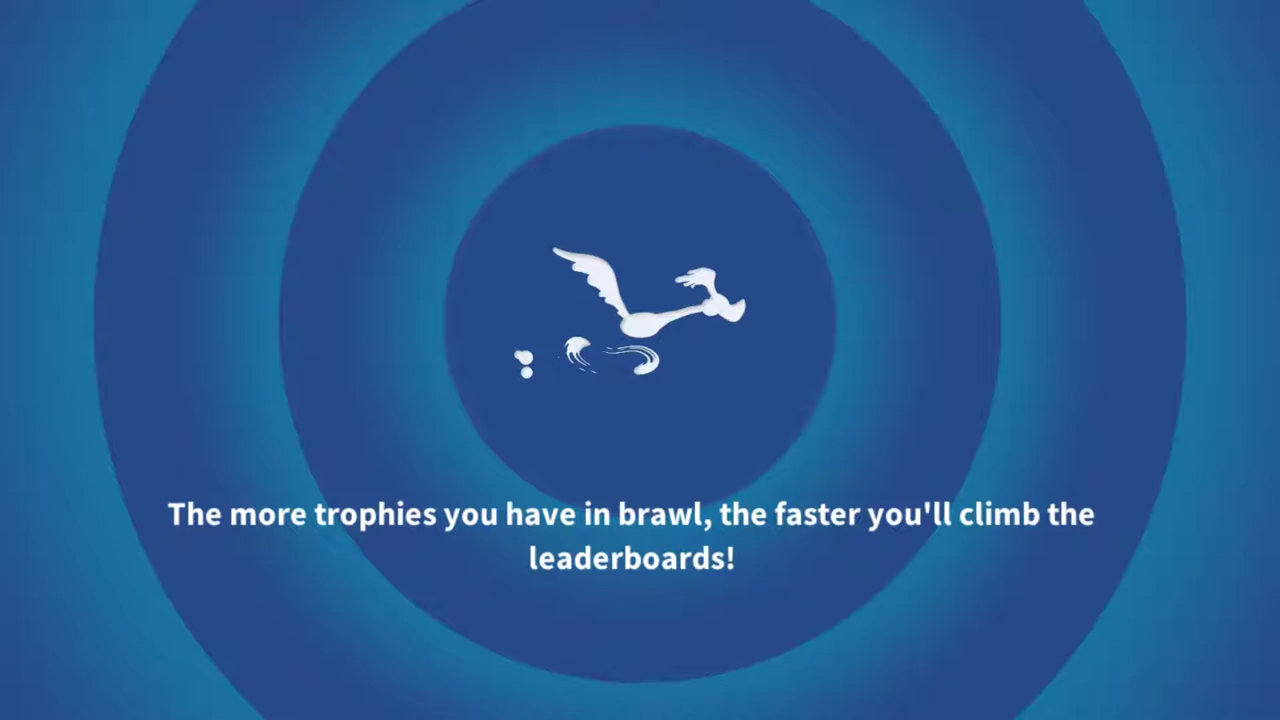 The more trophies you have in brawl, the faster you'll climb the
leaderboards!